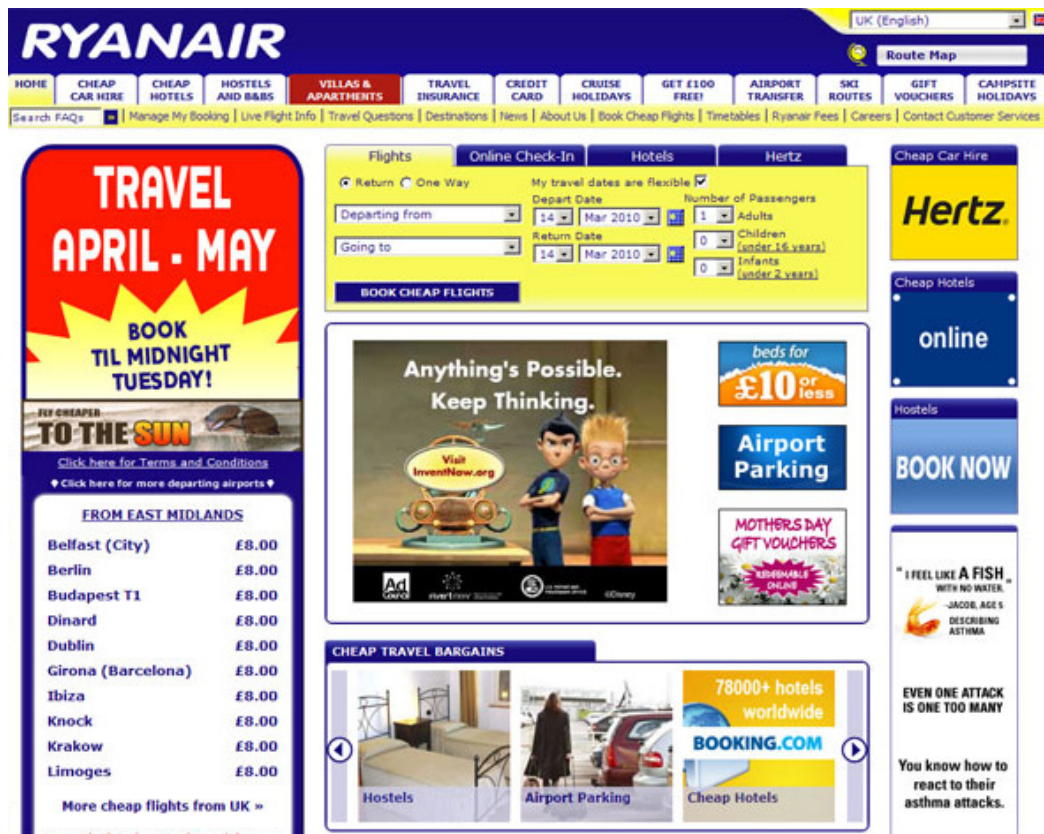 RYANAIR
UK (English)
Route Map
HOME
CHEAP CAR HIRE
CHEAP HOTELS
HOSTELS AND B&BS
VILLAS & APARTMENTS
TRAVEL INSURANCE
CREDIT CARD
CRUISE HOLIDAYS
GET £100 FREE!
AIRPORT TRANSFER
SKI ROUTES
GIFT VOUCHERS
CAMPSITE HOLIDAYS
Search FAQs | Manage My Booking | Live Flight Info | Travel Questions | Destinations | News | About Us | Book Cheap Flights | Timetables | Ryanair Fees | Careers | Contact Customer Services
TRAVEL
APRIL - MAY
BOOK
TIL MIDNIGHT
TUESDAY!
FLY CHEAPER
TO THE SUN
Click here for Terms and Conditions
Click here for more departing airports
FROM EAST MIDLANDS
Belfast (City) £8.00
Berlin £8.00
Budapest T1 £8.00
Dinard £8.00
Dublin £8.00
Girona (Barcelona) £8.00
Ibiza £8.00
Knock £8.00
Krakow £8.00
Limoges £8.00
More cheap flights from UK »
Flights
Online Check-In
Hotels
Hertz
Return One Way
My travel dates are flexible
Depart Date
Number of Passengers
Departing from
14 Mar 2010
1 Adults
Return Date
Going to
14 Mar 2010
0 Children
(under 16 years)
0 Infants
(under 2 years)
BOOK CHEAP FLIGHTS
Anything's Possible.
Keep Thinking.
Visit
InventNow.org
Ad
Council
©Disney
beds for
£10 or less
Airport
Parking
MOTHERS DAY
GIFT VOUCHERS
REDEEMABLE
ONLINE
CHEAP TRAVEL BARGAINS
Hostels
Airport Parking
78000+ hotels
worldwide
BOOKING.COM
Cheap Hotels
Cheap Car Hire
Hertz.
Cheap Hotels
online
Hostels
BOOK NOW
"I FEEL LIKE A FISH
WITH NO WATER."
-JACOB, AGE 5
DESCRIBING
ASTHMA
EVEN ONE ATTACK
IS ONE TOO MANY
You know how to
react to their
asthma attacks.